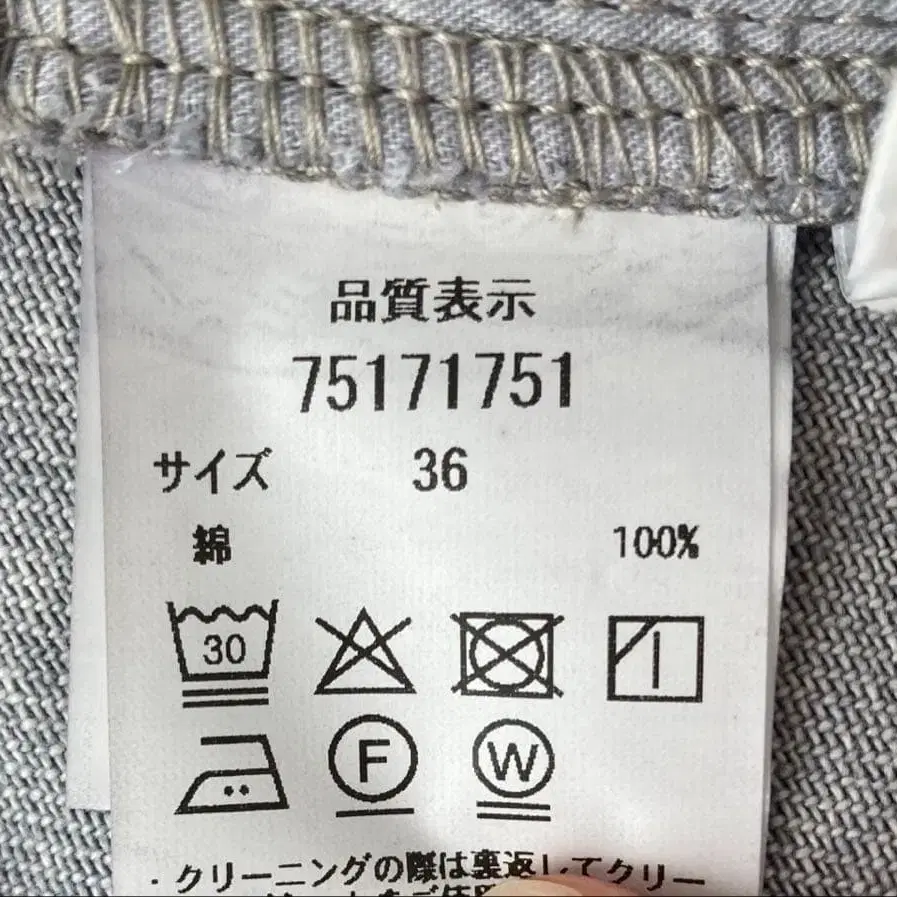 品質表示
75171751
サイズ 36
綿 100%
30
F W
・クリーニングの際は裏返してクリー